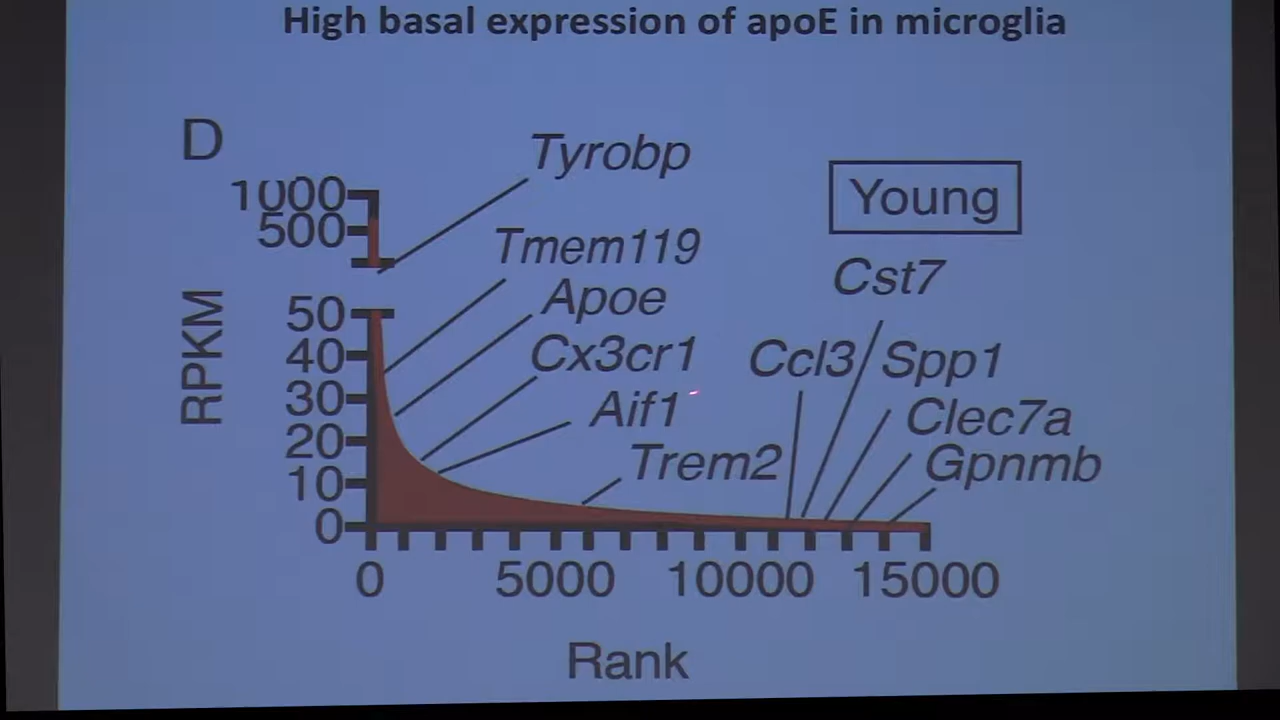 High basal expression of apoE in microglia
D
Tyrobp
Young
1000
500
Tmem119
Cst7
Apoe
50
Cx3cr1
Ccl3
Spp1
40
RPKM
30
Aif1
Clec7a
20
Trem2
Gpnmb
10
0
0 5000 10000 15000
Rank